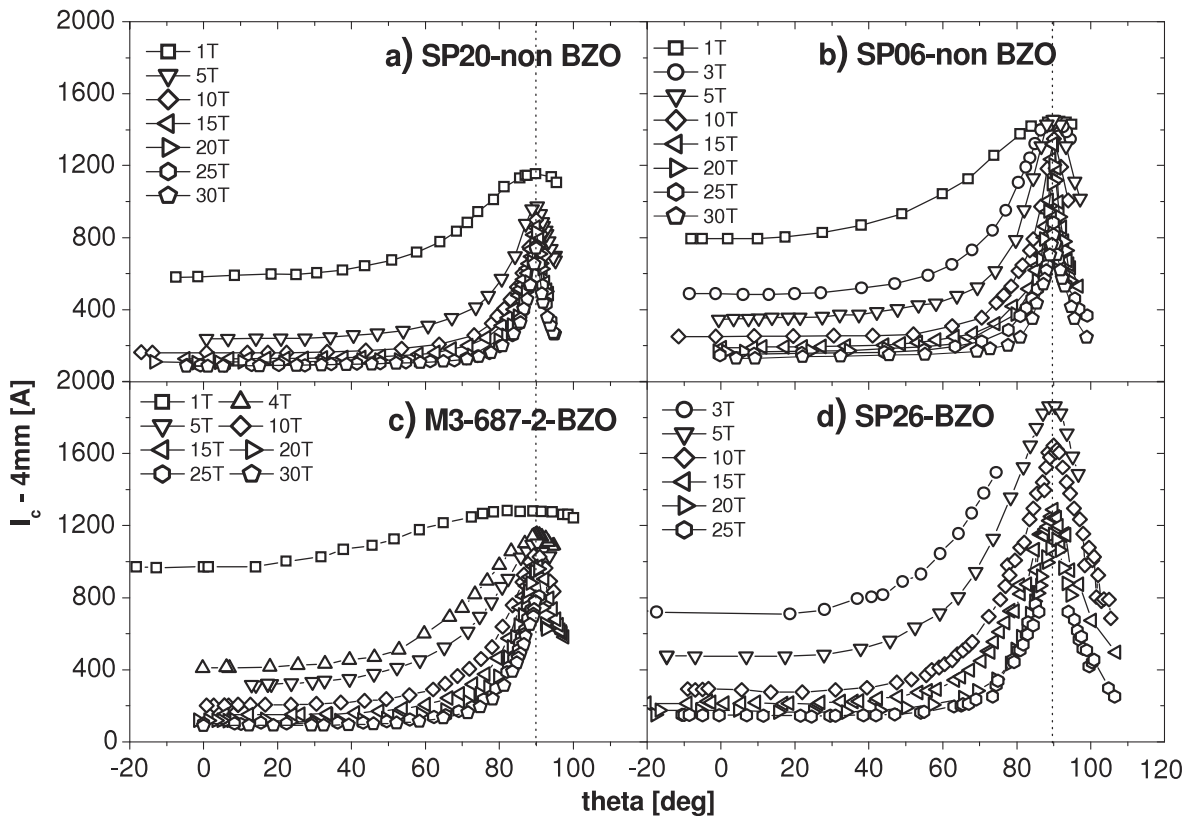 a) SP20-non BZO
1T
5T
10T
15T
20T
25T
30T
b) SP06-non BZO
1T
3T
5T
10T
15T
20T
25T
30T
c) M3-687-2-BZO
1T 4T
5T 10T
15T 20T
25T 30T
d) SP26-BZO
3T
5T
10T
15T
20T
25T
2000
1600
1200
800
400
2000
1600
1200
800
400
0
I_c - 4mm [A]
-20 0 20 40 60 80 100 -20 0 20 40 60 80 100 120
theta [deg]